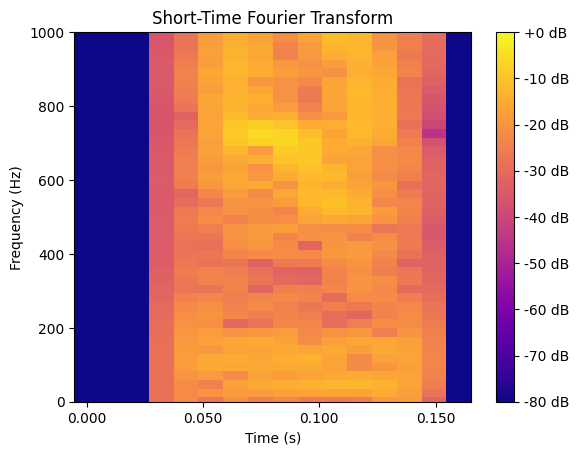 Short-Time Fourier Transform
1000
800
600
400
200
0
Frequency (Hz)
0.000
0.050
0.100
0.150
Time (s)
+0 dB
-10 dB
-20 dB
-30 dB
-40 dB
-50 dB
-60 dB
-70 dB
-80 dB